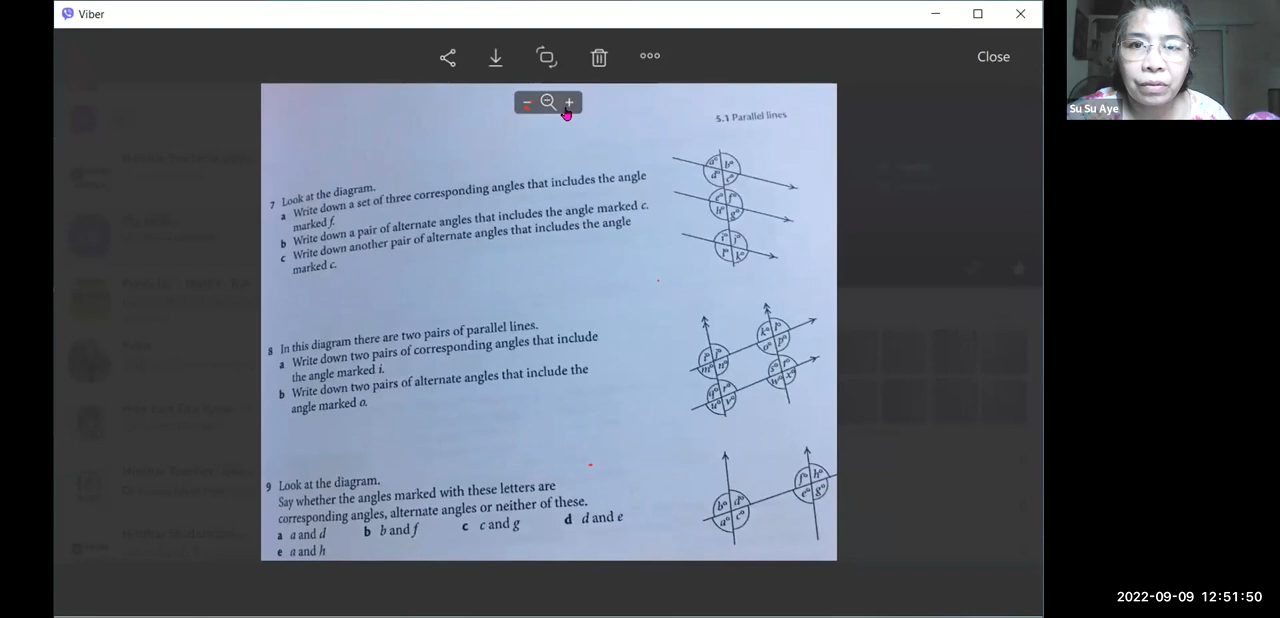 Viber
Close
Su Su Aye
5.1 Parallel lines
7 Look at the diagram.
a Write down a set of three corresponding angles that includes the angle
marked f.
b Write down a pair of alternate angles that includes the angle marked c.
c Write down another pair of alternate angles that includes the angle
marked c.
a° b°
d° c°
e° f°
h° g°
i° j°
l° k°
8 In this diagram there are two pairs of parallel lines.
a Write down two pairs of corresponding angles that include
the angle marked i.
b Write down two pairs of alternate angles that include the
angle marked o.
k° l°
o° p°
i° j°
m° n°
s° t°
w° x°
q° r°
u° v°
9 Look at the diagram.
Say whether the angles marked with these letters are
corresponding angles, alternate angles or neither of these.
a a and d b b and f c c and g d d and e
e a and h
f° h°
e° g°
b° d°
a° c°
2022-09-09 12:51:50